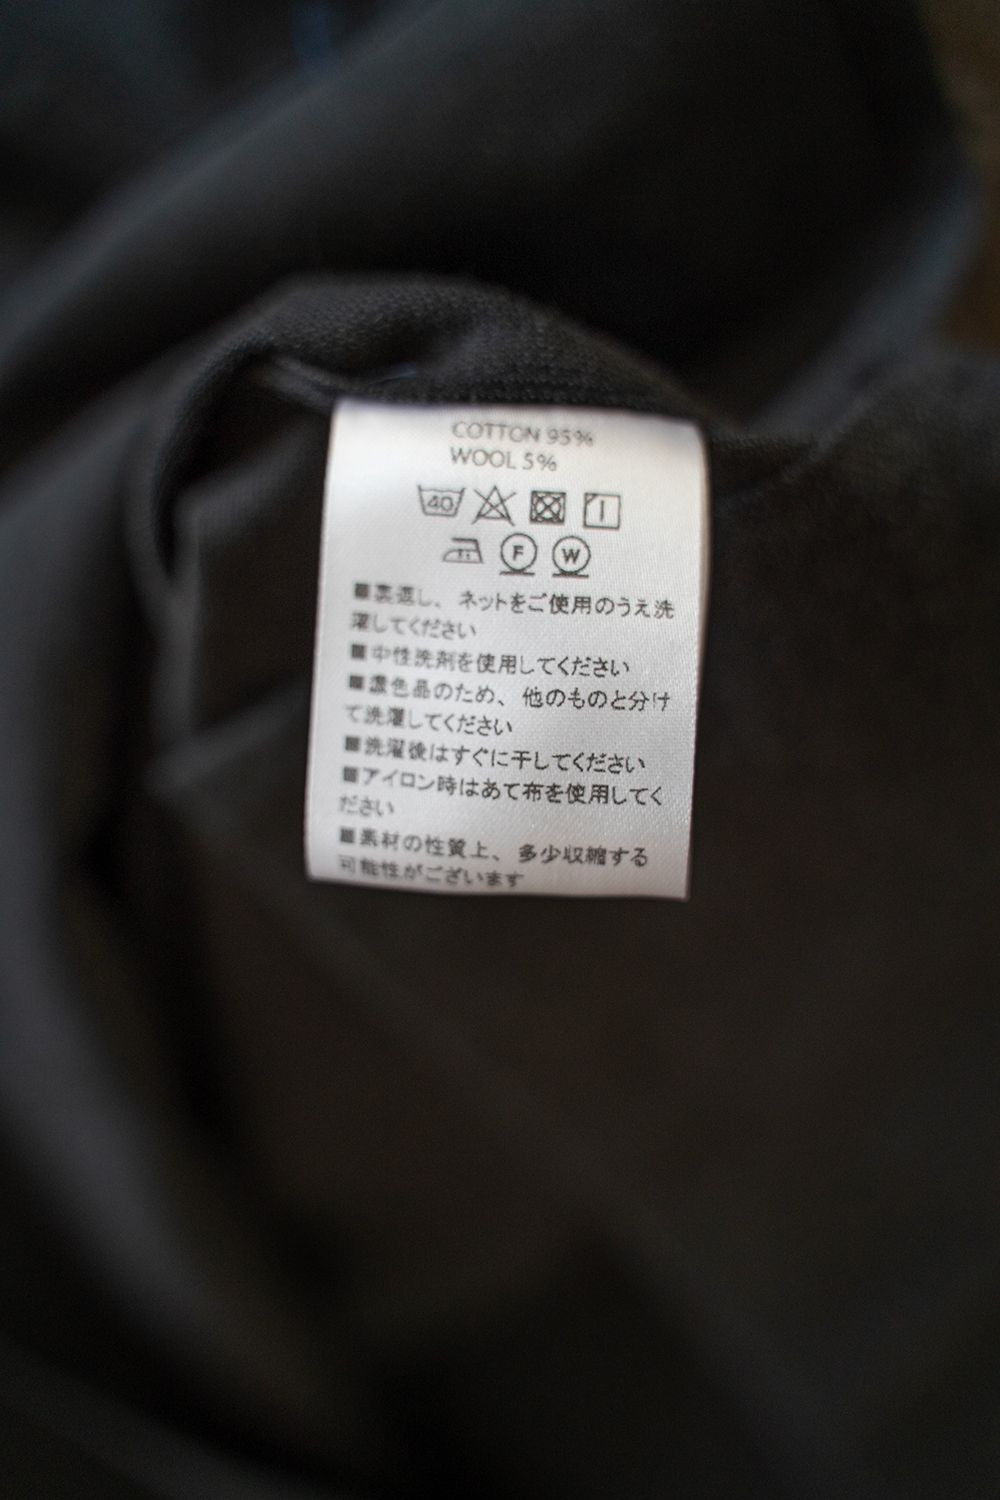 COTTON 95%
WOOL 5%
40
F W
■裏返し、ネットをご使用のうえ洗
濯してください
■中性洗剤を使用してください
■濃色品のため、他のものと分け
て洗濯してください
■洗濯後はすぐに干してください
■アイロン時はあて布を使用してく
ださい
■素材の性質上、多少収縮する
可能性がございます